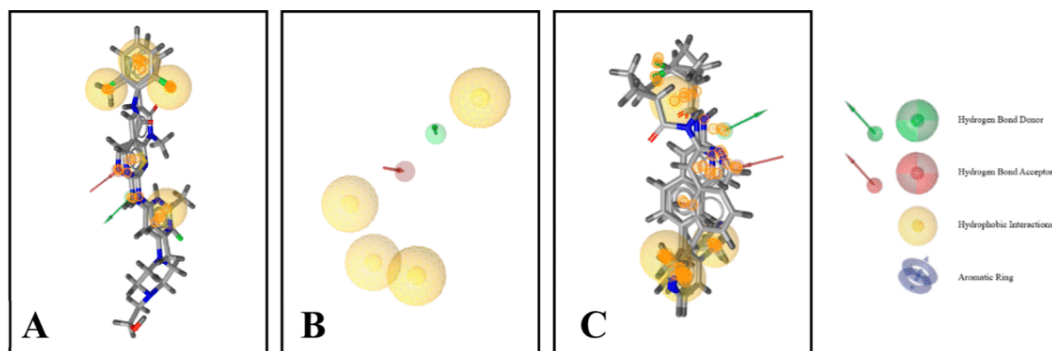 A
B
C
Hydrogen Bond Donor
Hydrogen Bond Acceptor
Hydrophobic Interactions
Aromatic Ring